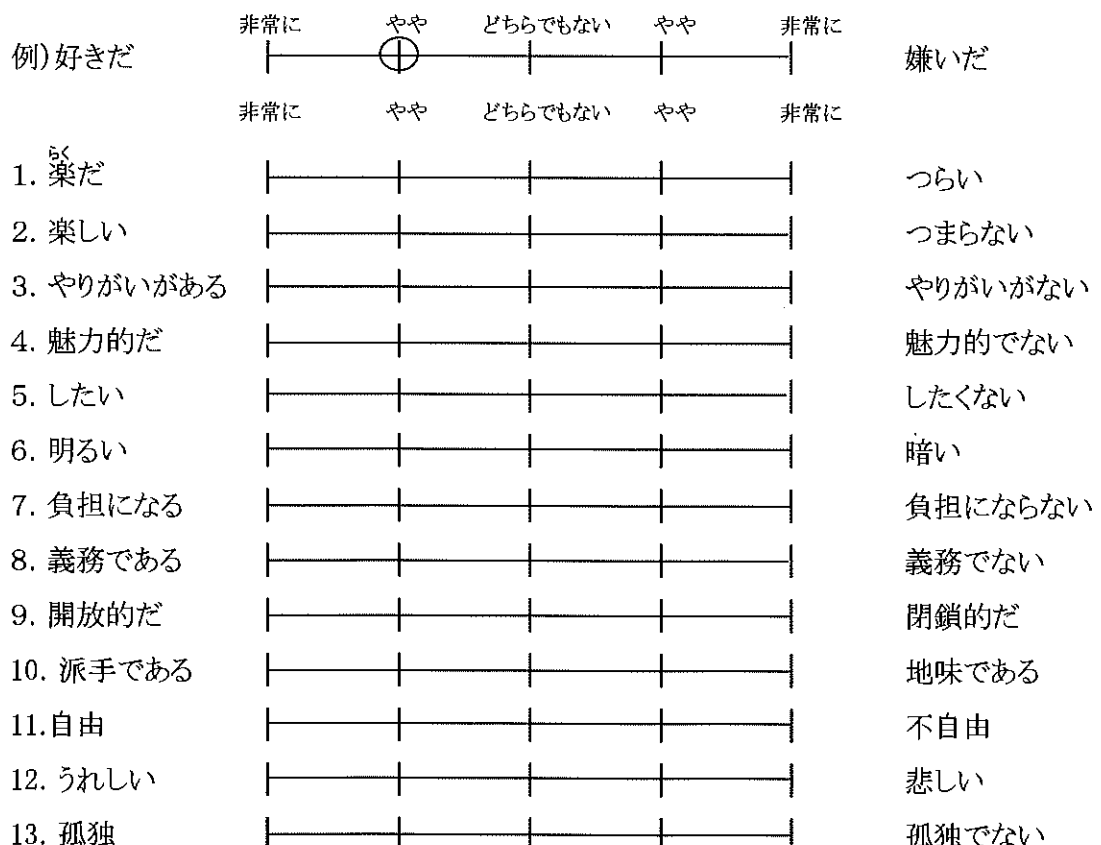 非常に やや どちらでもない やや 非常に
例)好きだ 嫌いだ
非常に やや どちらでもない やや 非常に
らく
1. 楽だ つらい
2. 楽しい つまらない
3. やりがいがある やりがいがない
4. 魅力的だ 魅力的でない
5. したい したくない
6. 明るい 暗い
7. 負担になる 負担にならない
8. 義務である 義務でない
9. 開放的だ 閉鎖的だ
10. 派手である 地味である
11.自由 不自由
12. うれしい 悲しい
13. 孤独 孤独でない